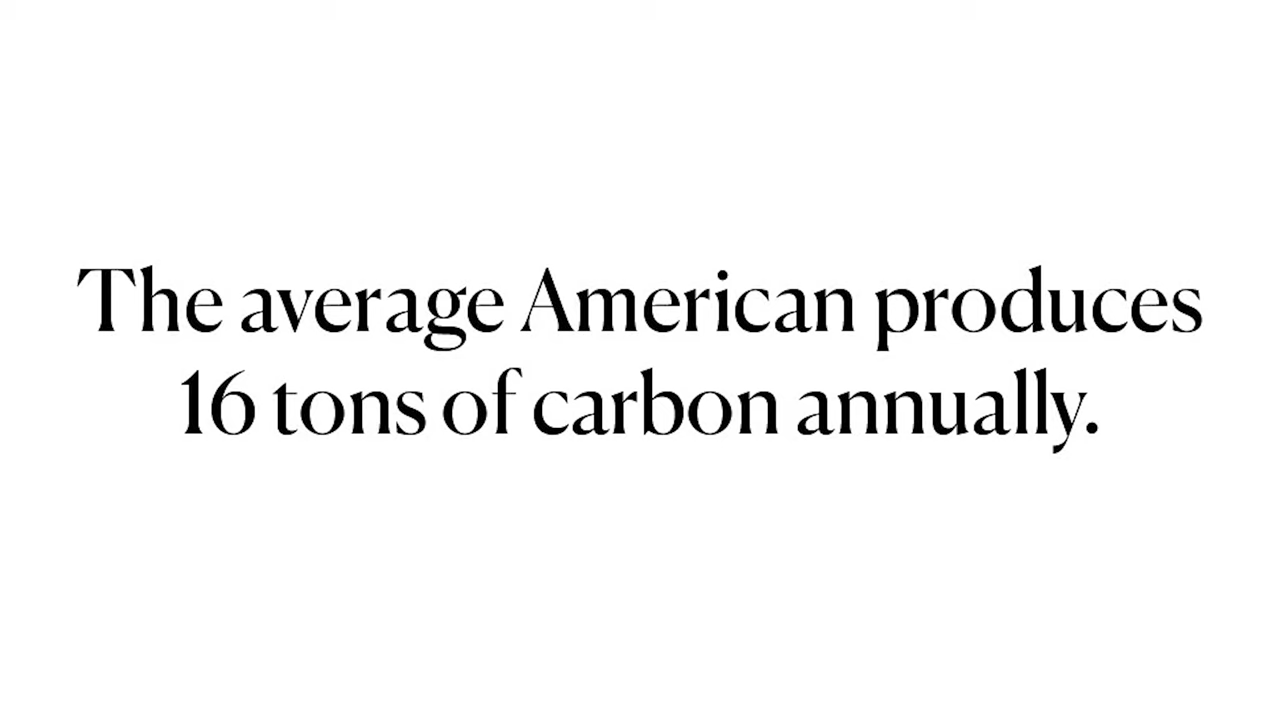 The average American produces
16 tons of carbon annually.